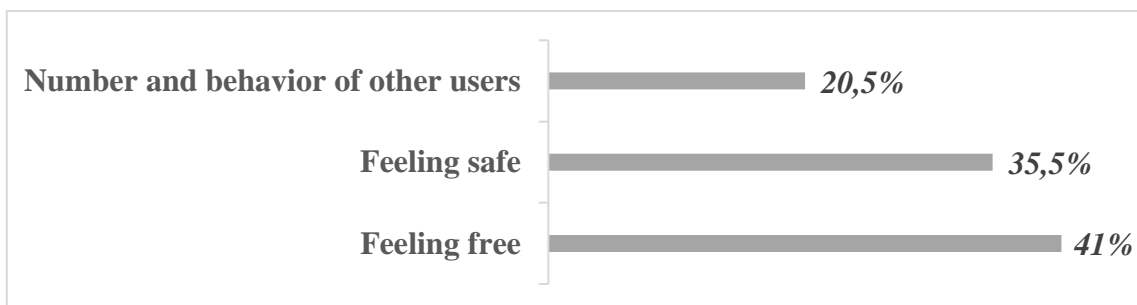 Number and behavior of other users 20,5%
Feeling safe 35,5%
Feeling free 41%